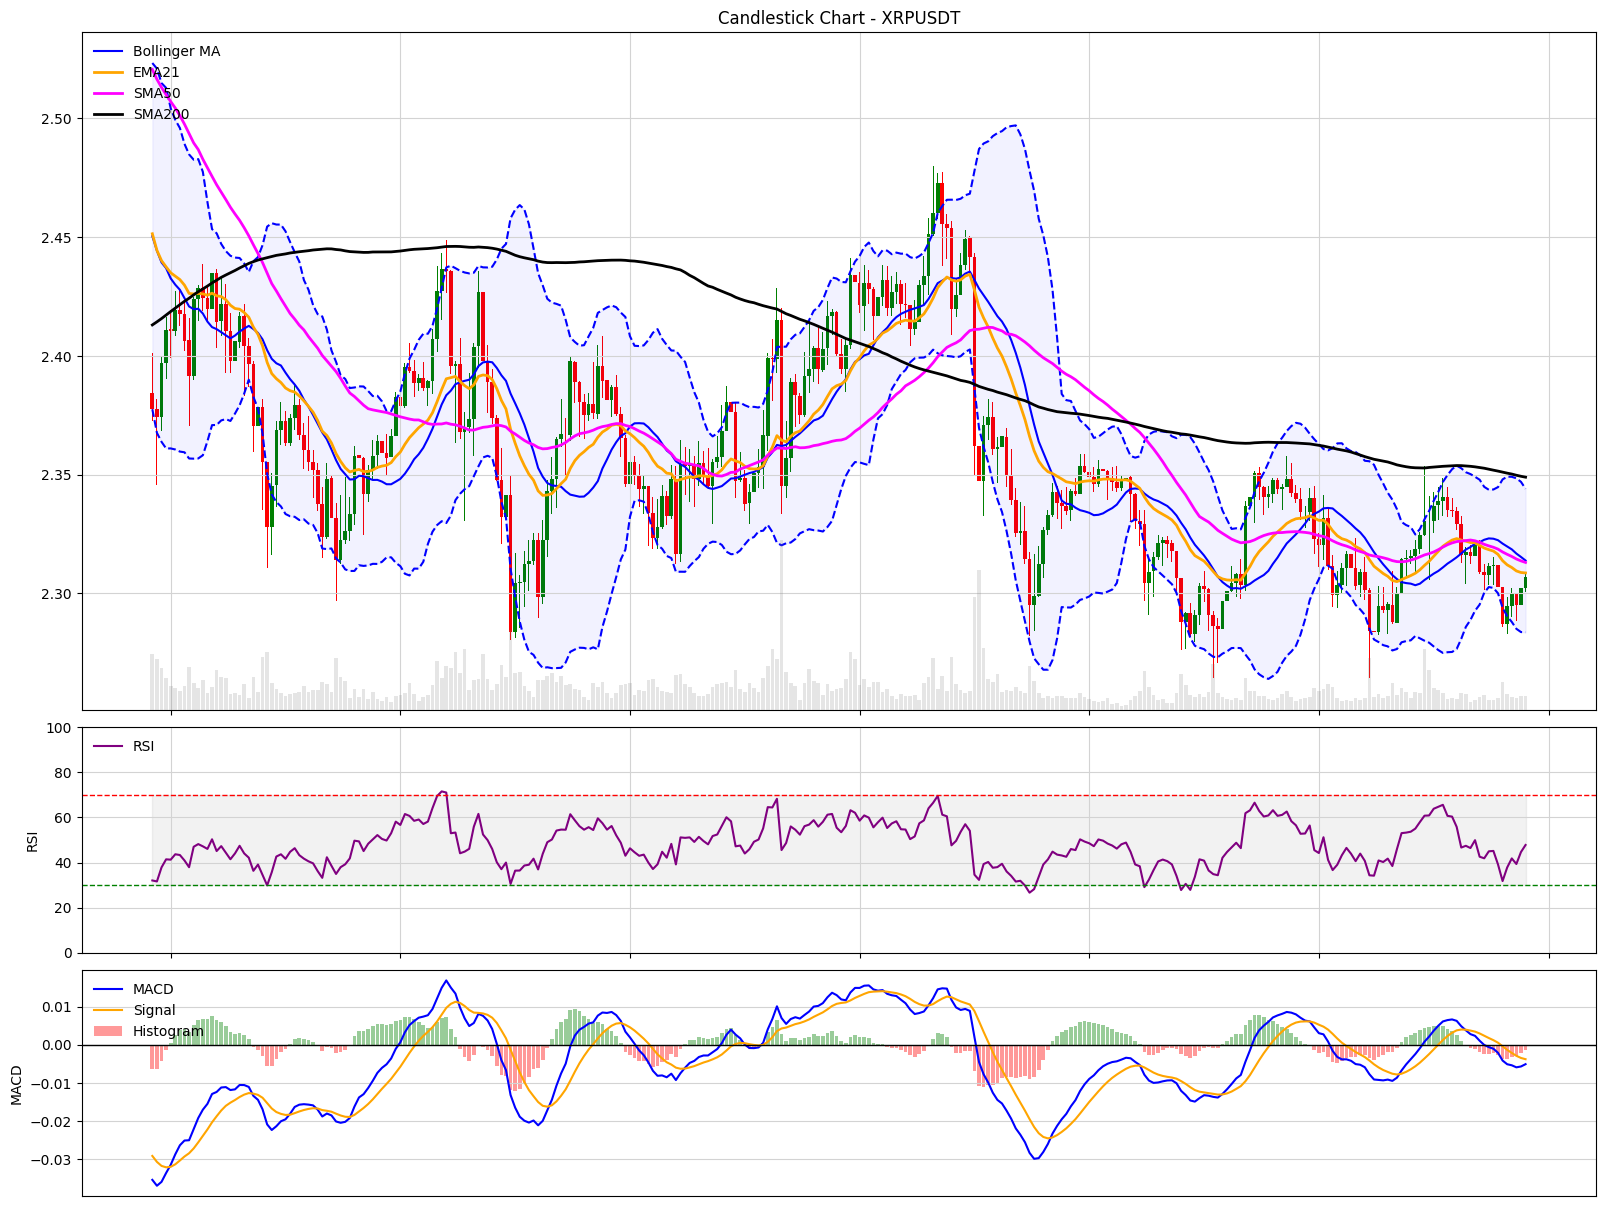 Candlestick Chart - XRPUSDT
Bollinger MA
EMA21
SMA50
SMA200
2.50
2.45
2.40
2.35
2.30
RSI
100
80
60
40
20
0
RSI
MACD
Signal
Histogram
0.01
0.00
−0.01
−0.02
−0.03
MACD